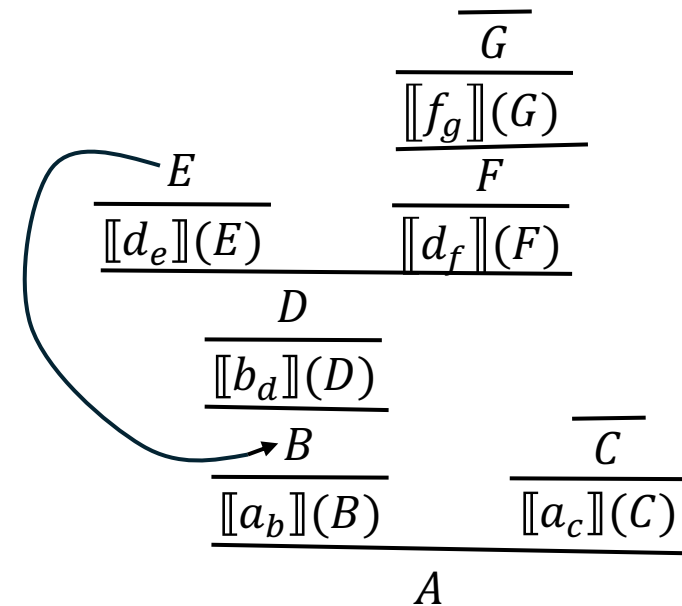 G
⟦f_g⟧(G)
E F
⟦d_e⟧(E) ⟦d_f⟧(F)
D
⟦b_d⟧(D)
B C
⟦a_b⟧(B) ⟦a_c⟧(C)
A